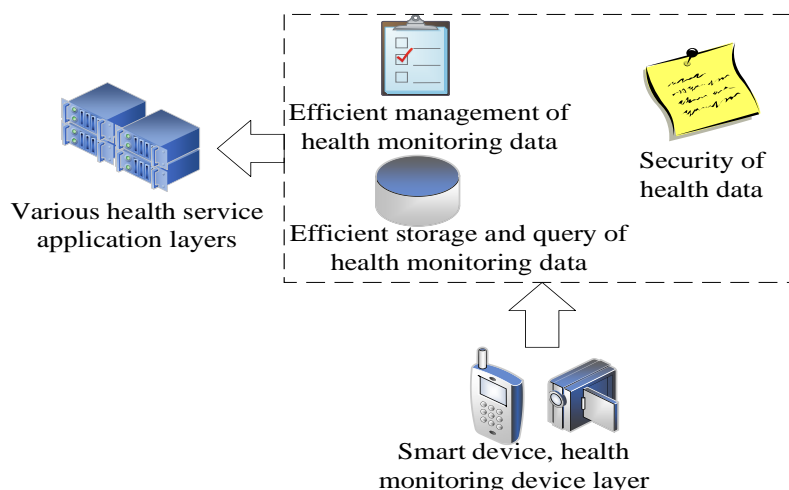 Efficient management of
health monitoring data
Security of
health data
Various health service
application layers
Efficient storage and query of
health monitoring data
Smart device, health
monitoring device layer